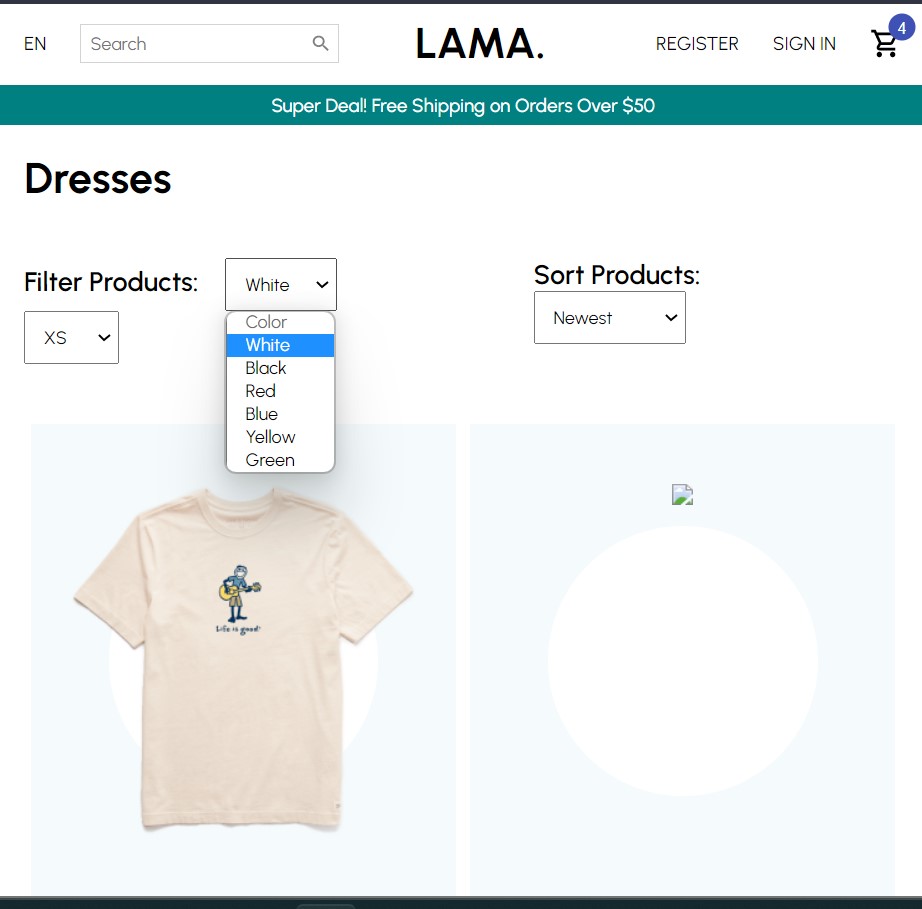 EN
Search
LAMA.
REGISTER
SIGN IN
4
Super Deal! Free Shipping on Orders Over $50
Dresses
Filter Products:
White
Sort Products:
XS
Newest
Color
White
Black
Red
Blue
Yellow
Green
Life is good